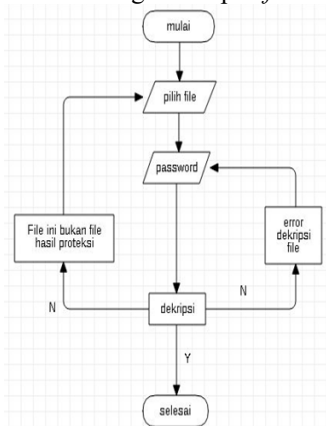 mulai
pilih file
password
File ini bukan file
hasil proteksi
error
dekripsi
file
N
dekripsi
N
Y
selesai